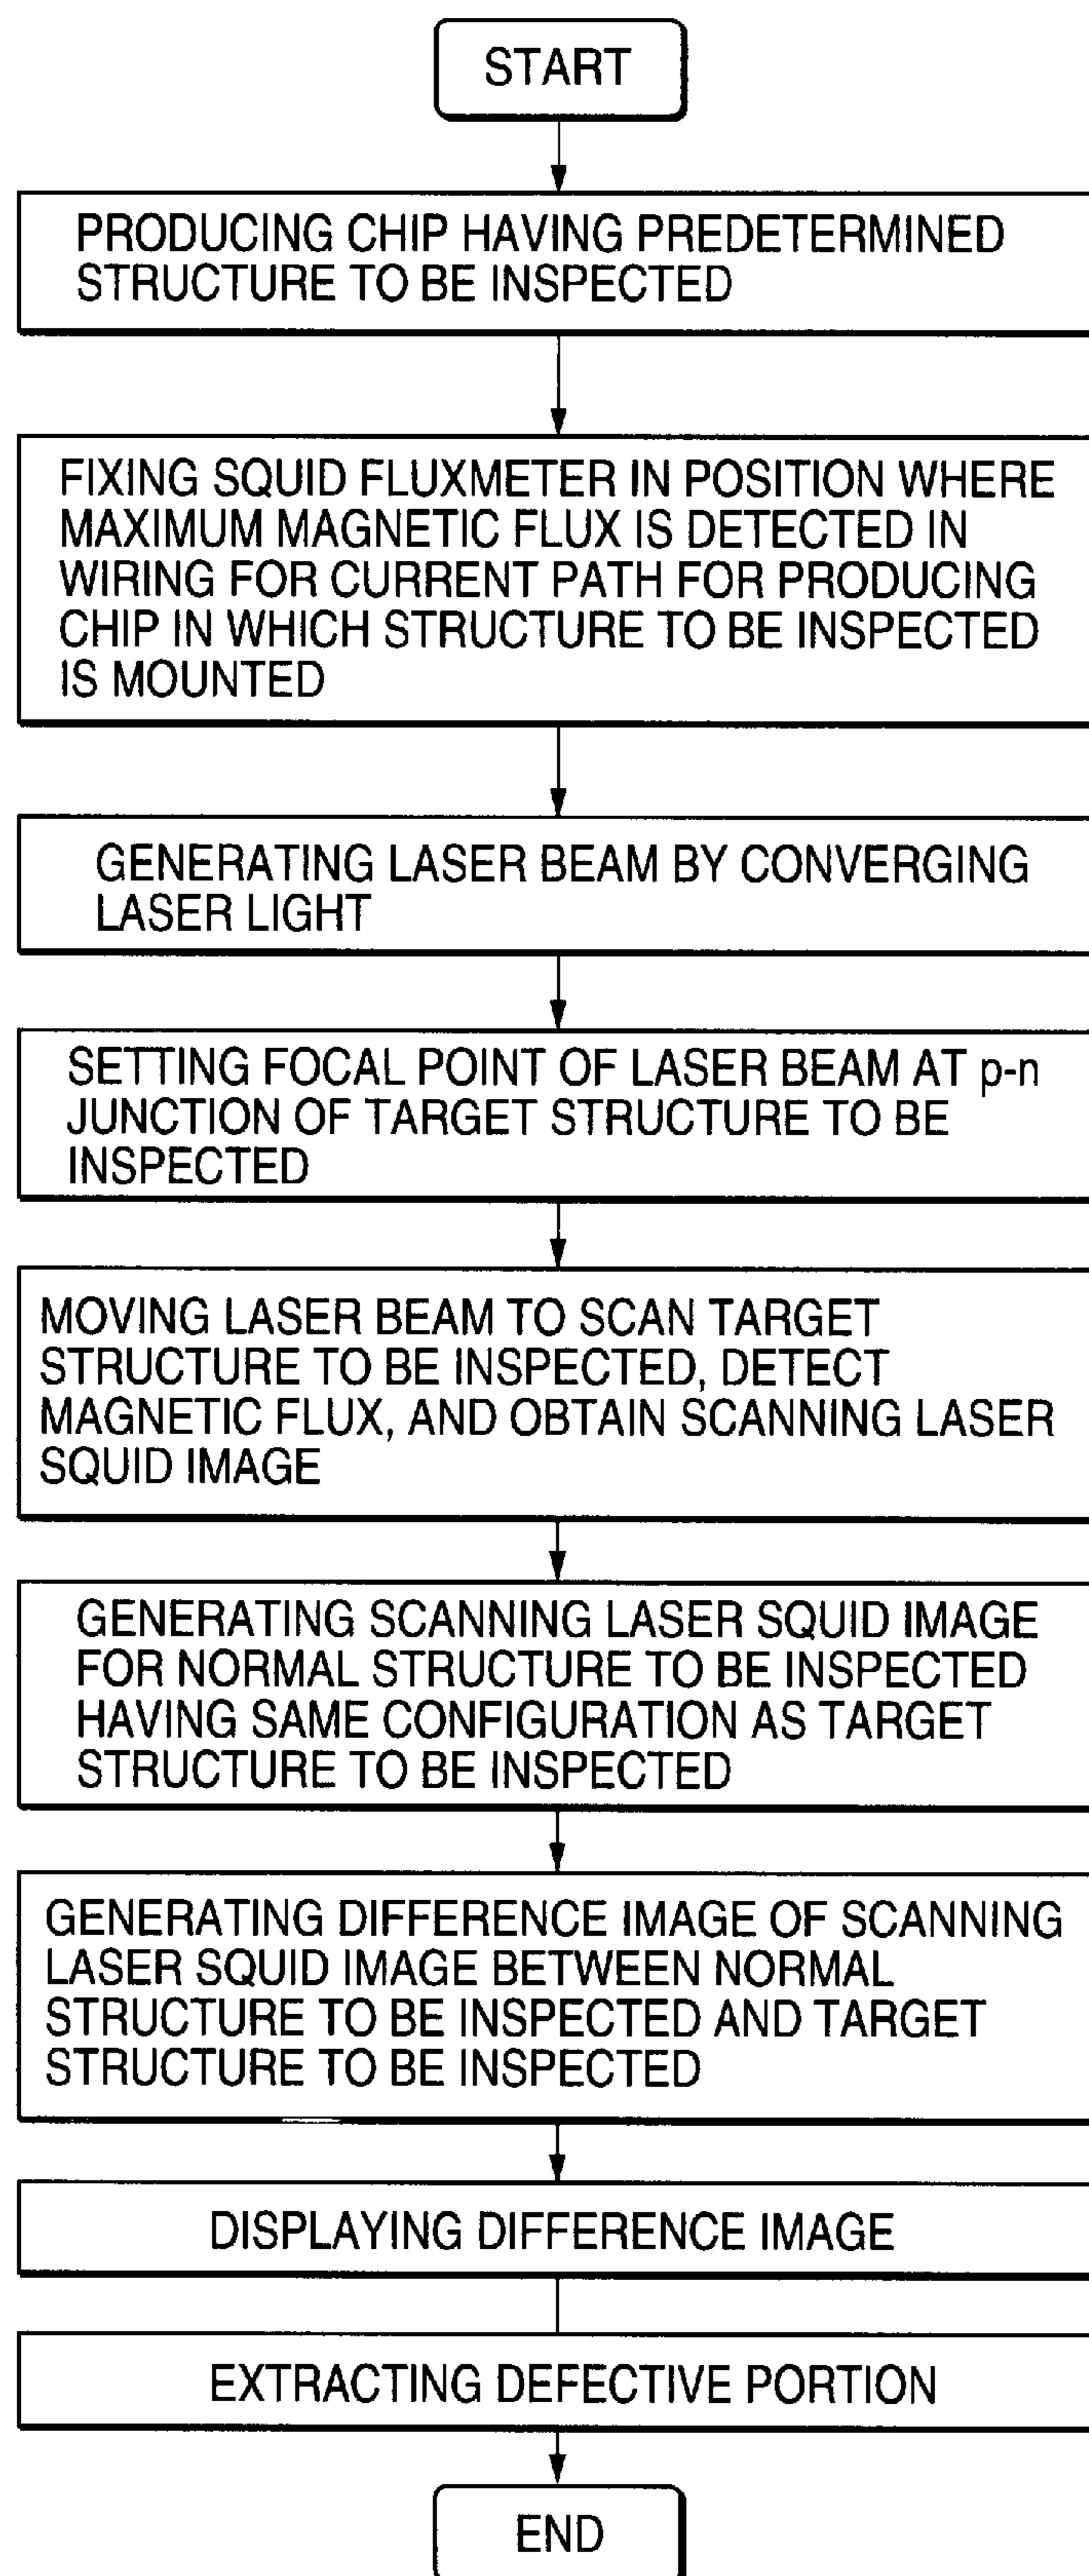 START
PRODUCING CHIP HAVING PREDETERMINED
STRUCTURE TO BE INSPECTED
FIXING SQUID FLUXMETER IN POSITION WHERE
MAXIMUM MAGNETIC FLUX IS DETECTED IN
WIRING FOR CURRENT PATH FOR PRODUCING
CHIP IN WHICH STRUCTURE TO BE INSPECTED
IS MOUNTED
GENERATING LASER BEAM BY CONVERGING
LASER LIGHT
SETTING FOCAL POINT OF LASER BEAM AT p-n
JUNCTION OF TARGET STRUCTURE TO BE
INSPECTED
MOVING LASER BEAM TO SCAN TARGET
STRUCTURE TO BE INSPECTED, DETECT
MAGNETIC FLUX, AND OBTAIN SCANNING LASER
SQUID IMAGE
GENERATING SCANNING LASER SQUID IMAGE
FOR NORMAL STRUCTURE TO BE INSPECTED
HAVING SAME CONFIGURATION AS TARGET
STRUCTURE TO BE INSPECTED
GENERATING DIFFERENCE IMAGE OF SCANNING
LASER SQUID IMAGE BETWEEN NORMAL
STRUCTURE TO BE INSPECTED AND TARGET
STRUCTURE TO BE INSPECTED
DISPLAYING DIFFERENCE IMAGE
EXTRACTING DEFECTIVE PORTION
END